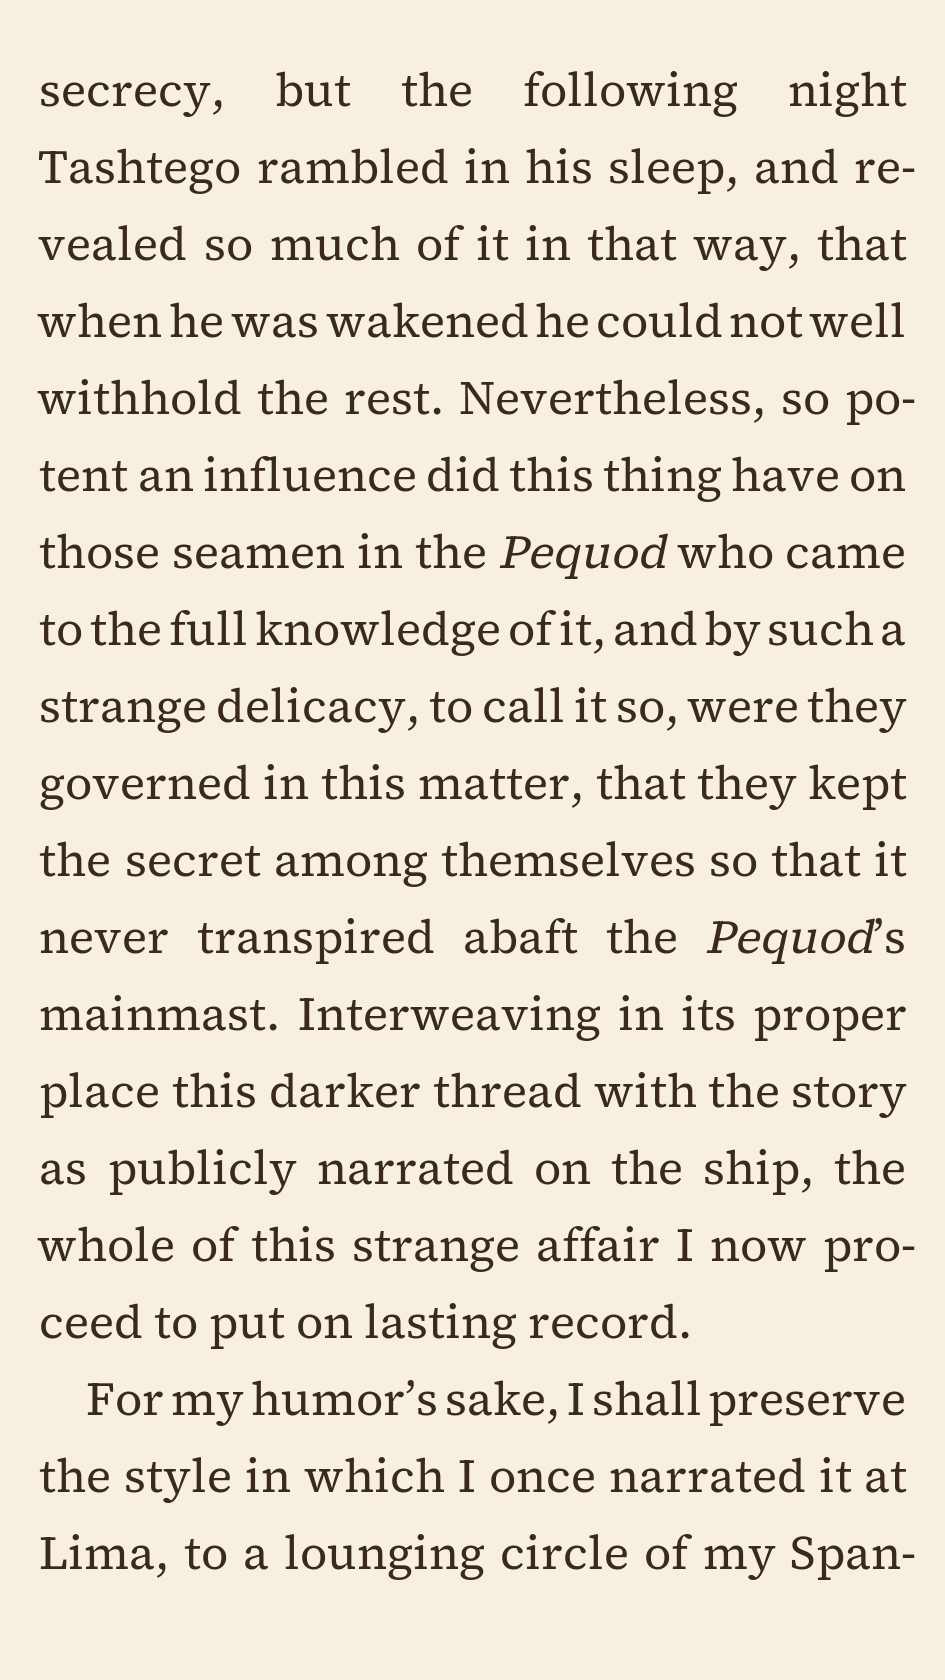 secrecy, but the following night
Tashtego rambled in his sleep, and re-
vealed so much of it in that way, that
when he was wakened he could not well
withhold the rest. Nevertheless, so po-
tent an influence did this thing have on
those seamen in the Pequod who came
to the full knowledge of it, and by such a
strange delicacy, to call it so, were they
governed in this matter, that they kept
the secret among themselves so that it
never transpired abaft the Pequod’s
mainmast. Interweaving in its proper
place this darker thread with the story
as publicly narrated on the ship, the
whole of this strange affair I now pro-
ceed to put on lasting record.
For my humor’s sake, I shall preserve
the style in which I once narrated it at
Lima, to a lounging circle of my Span-